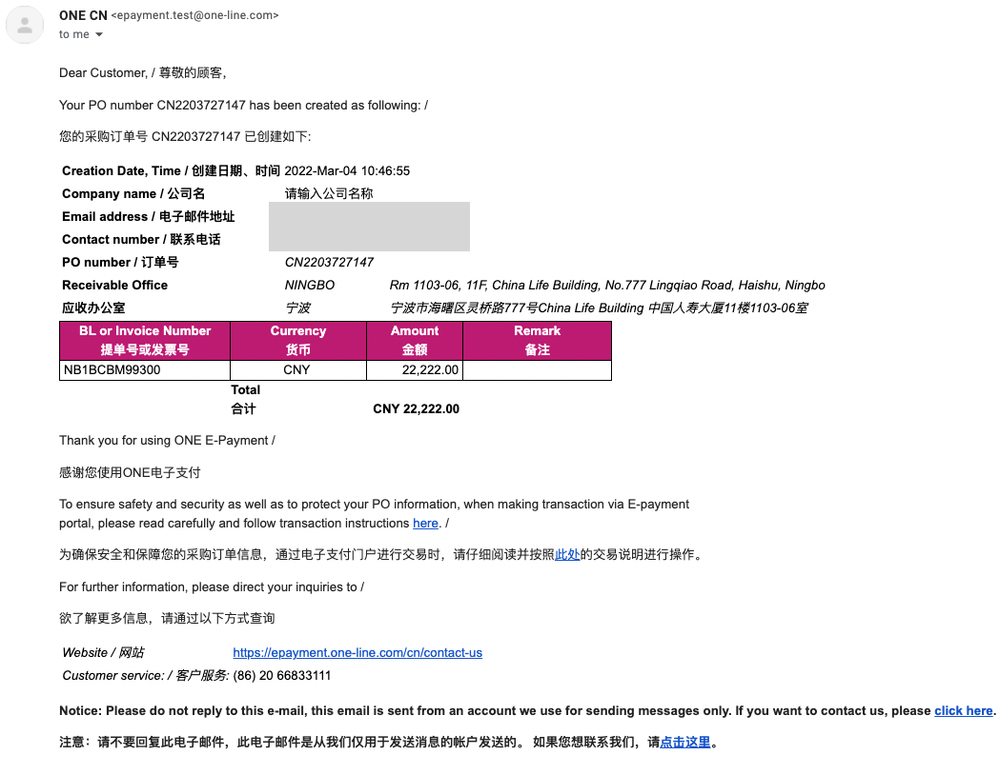 ONE CN <epayment.test@one-line.com>
to me
Dear Customer, / 尊敬的顾客,
Your PO number CN2203727147 has been created as following: /
您的采购订单号 CN2203727147 已创建如下:
Creation Date, Time / 创建日期、时间 2022-Mar-04 10:46:55
Company name / 公司名 请输入公司名称
Email address / 电子邮件地址
Contact number / 联系电话
PO number / 订单号 CN2203727147
Receivable Office NINGBO Rm 1103-06, 11F, China Life Building, No.777 Lingqiao Road, Haishu, Ningbo
应收办公室 宁波 宁波市海曙区灵桥路777号China Life Building 中国人寿大厦11楼1103-06室
BL or Invoice Number Currency Amount Remark
提单号或发票号 货币 金额 备注
NB1BCBM99300 CNY 22,222.00
Total
合计 CNY 22,222.00
Thank you for using ONE E-Payment /
感谢您使用ONE电子支付
To ensure safety and security as well as to protect your PO information, when making transaction via E-payment
portal, please read carefully and follow transaction instructions here. /
为确保安全和保障您的采购订单信息，通过电子支付门户进行交易时，请仔细阅读并按照此处的交易说明进行操作。
For further information, please direct your inquiries to /
欲了解更多信息，请通过以下方式查询
Website / 网站 https://epayment.one-line.com/cn/contact-us
Customer service: / 客户服务: (86) 20 66833111
Notice: Please do not reply to this e-mail, this email is sent from an account we use for sending messages only. If you want to contact us, please click here.
注意：请不要回复此电子邮件，此电子邮件是从我们仅用于发送消息的帐户发送的。 如果您想联系我们，请点击这里。